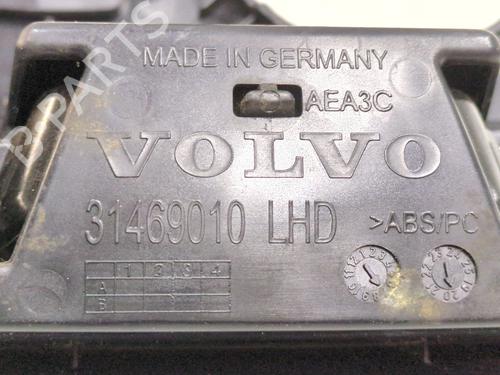 B-PARTS
MADE IN GERMANY
AEA3C
VOLVO
31469010 LHD
>ABS/PC
1 2 3 4
A
B